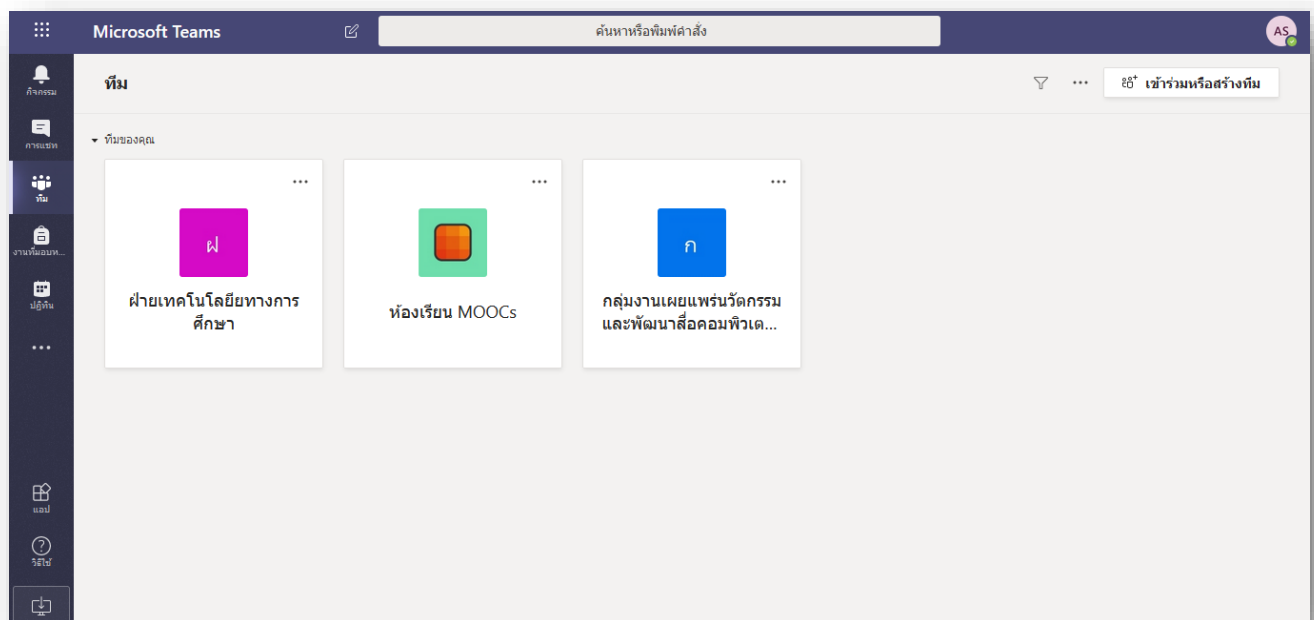 Microsoft Teams
ค้นหาหรือพิมพ์คำสั่ง
AS
กิจกรรม
การแชท
ทีม
งานที่มอบห...
ปฏิทิน
แอป
วิธีใช้
ทีม
เข้าร่วมหรือสร้างทีม
ทีมของคุณ
ฝ
ฝ่ายเทคโนโลยียทางการ
ศึกษา
ห้องเรียน MOOCs
ก
กลุ่มงานเผยแพร่นวัตกรรม
และพัฒนาสื่อคอมพิวเต...